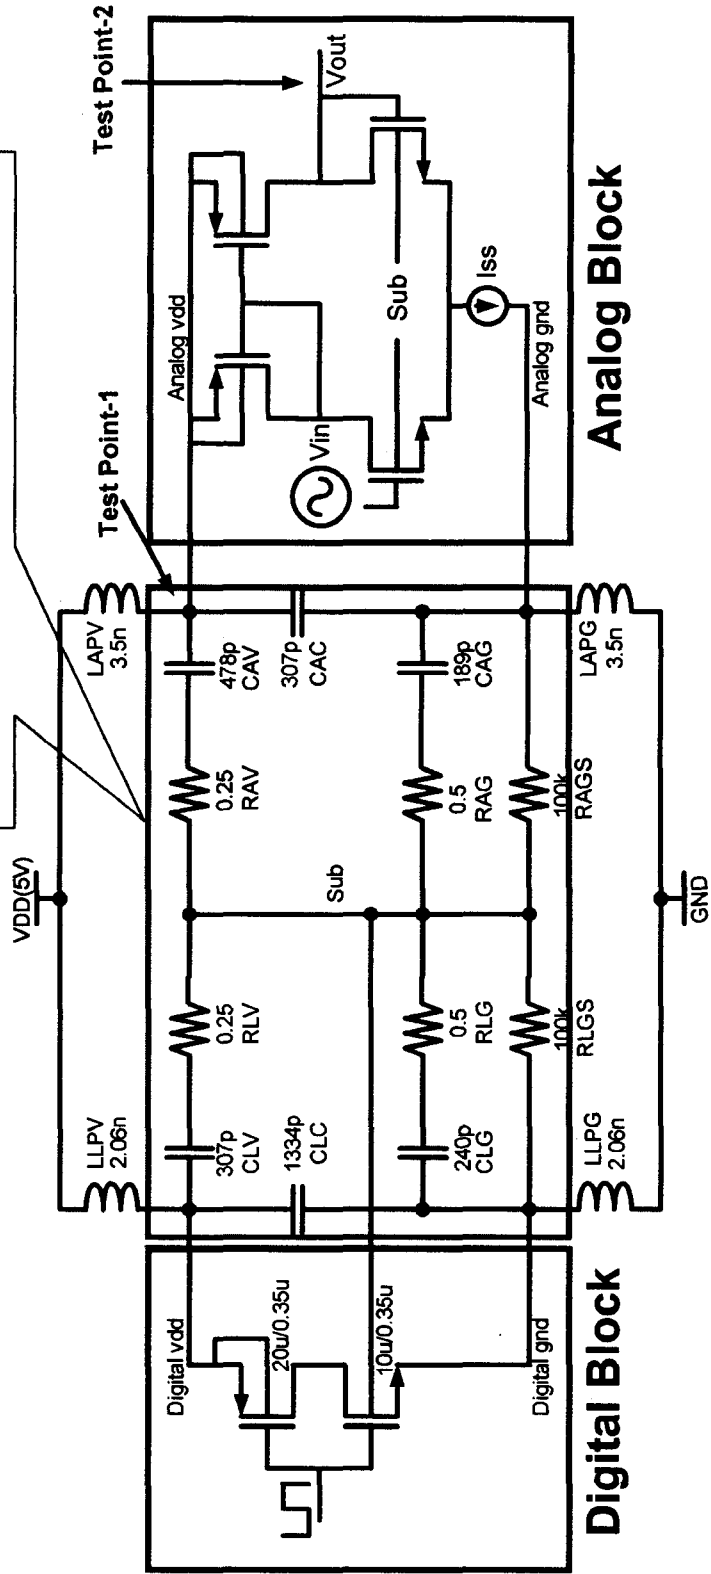 VDD(5V)
LLPV
2.06n
LAPV
3.5n
Test Point-1
Test Point-2
Digital vdd
20u/0.35u
10u/0.35u
Digital gnd
Digital Block
307p
CLV
0.25
RLV
0.25
RAV
478p
CAV
1334p
CLC
307p
CAC
Sub
240p
CLG
0.5
RLG
0.5
RAG
189p
CAG
100k
RLGS
100k
RAGS
LLPG
2.06n
LAPG
3.5n
GND
Analog vdd
Vin
Vout
Sub
Iss
Analog gnd
Analog Block